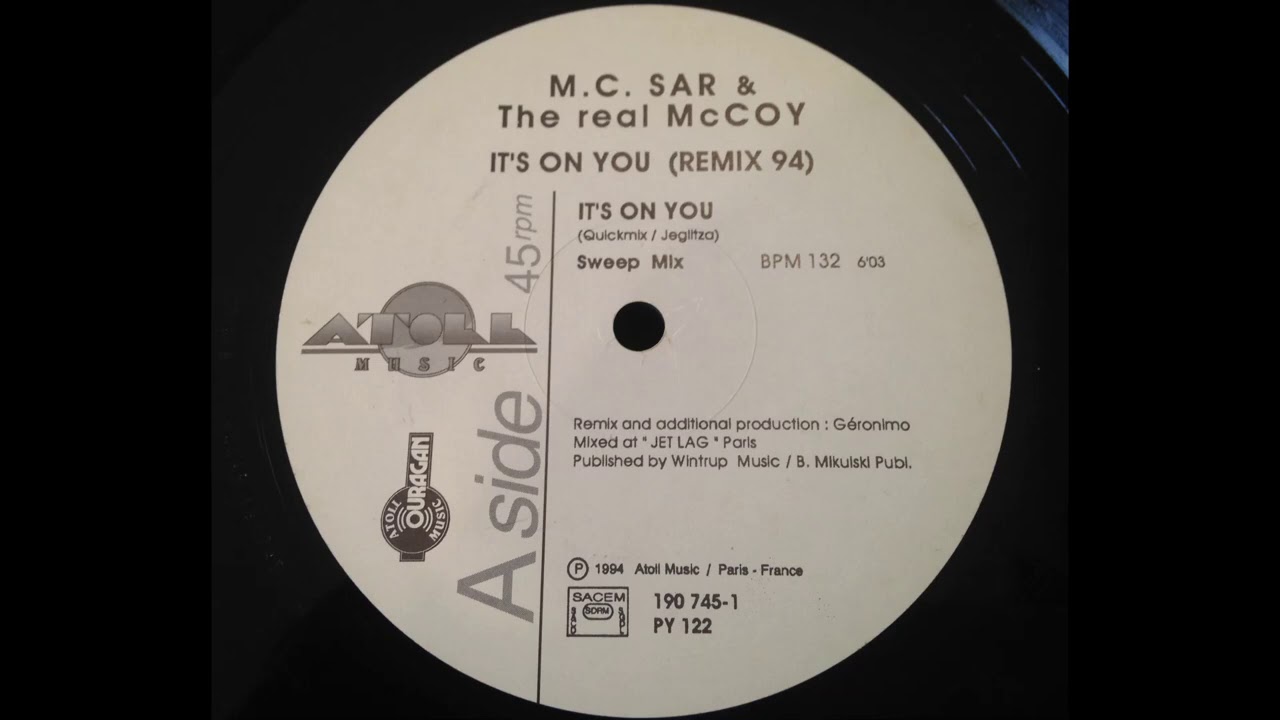 M.C. SAR &
The real McCOY
IT'S ON YOU (REMIX 94)
IT'S ON YOU
(Quickmix / Jeglitza)
Sweep Mix BPM 132 6'03
45 rpm
A side
ATOLL
MUSIC
OURAGAN
ATOLL MUSIC
Remix and additional production : Géronimo
Mixed at " JET LAG " Paris
Published by Wintrup Music / B. Mikulski Publ.
P 1994 Atoll Music / Paris - France
SACEM
SDRM
SACD
SGDL
190 745-1
PY 122